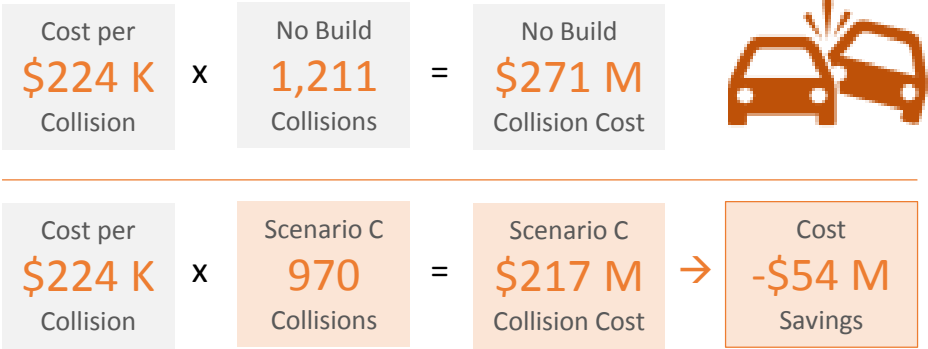 Cost per
$224 K
Collision
x
No Build
1,211
Collisions
=
No Build
$271 M
Collision Cost
Cost per
$224 K
Collision
x
Scenario C
970
Collisions
=
Scenario C
$217 M
Collision Cost
→
Cost
-$54 M
Savings